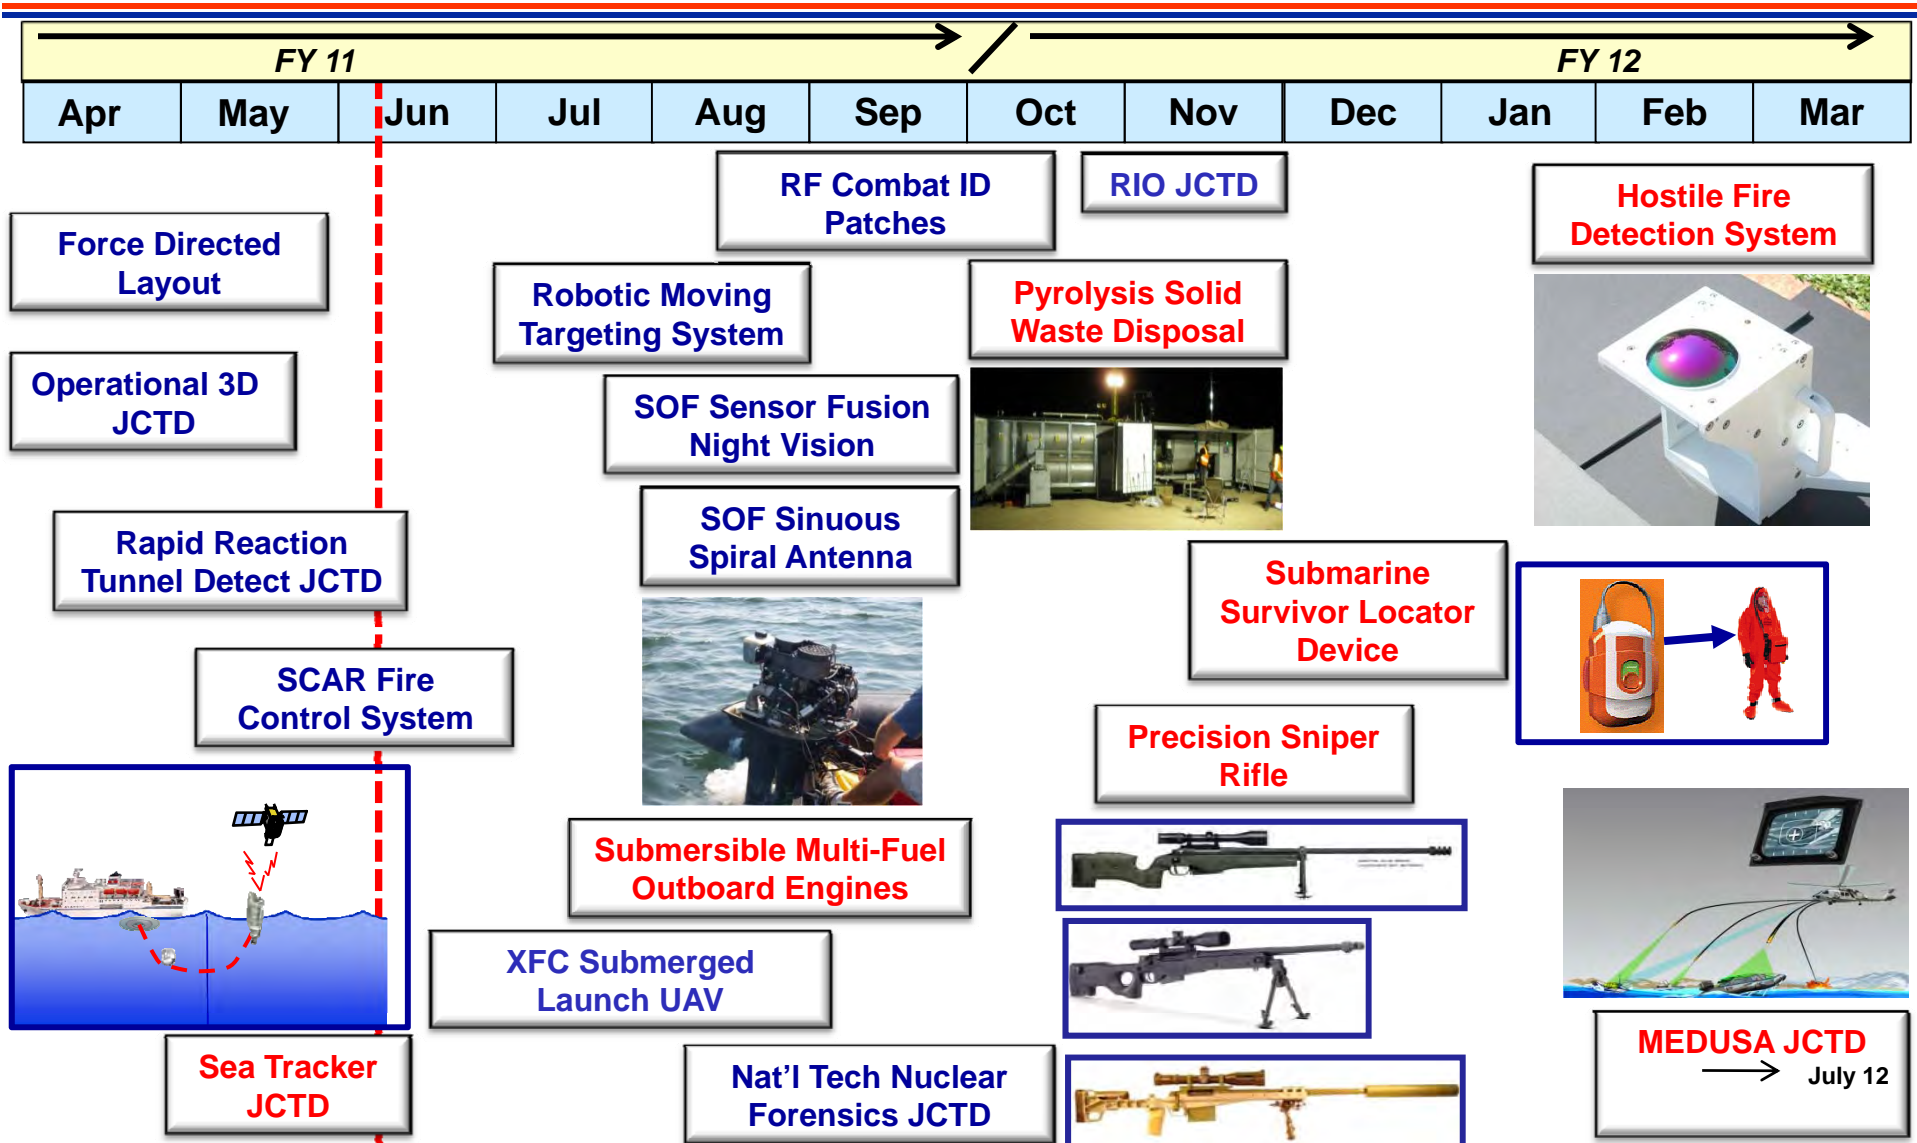 FY 11
FY 12
Apr
May
Jun
Jul
Aug
Sep
Oct
Nov
Dec
Jan
Feb
Mar
RF Combat ID
Patches
RIO JCTD
Hostile Fire
Detection System
Force Directed
Layout
Robotic Moving
Targeting System
Pyrolysis Solid
Waste Disposal
Operational 3D
JCTD
SOF Sensor Fusion
Night Vision
SOF Sinuous
Spiral Antenna
Rapid Reaction
Tunnel Detect JCTD
Submarine
Survivor Locator
Device
SCAR Fire
Control System
Precision Sniper
Rifle
Submersible Multi-Fuel
Outboard Engines
XFC Submerged
Launch UAV
Sea Tracker
JCTD
Nat'l Tech Nuclear
Forensics JCTD
MEDUSA JCTD
July 12